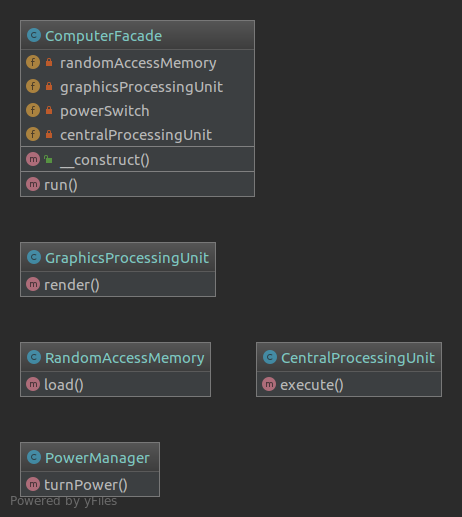 ComputerFacade
randomAccessMemory
graphicsProcessingUnit
powerSwitch
centralProcessingUnit
__construct()
run()
GraphicsProcessingUnit
render()
RandomAccessMemory
load()
CentralProcessingUnit
execute()
PowerManager
turnPower()
Powered by yFiles